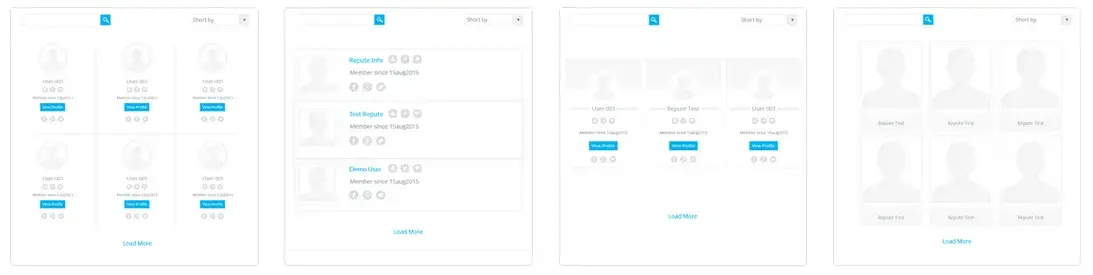 Short by
User 001
User 001
User 001
Member since 15aug2015
Member since 15aug2015
Member since 15aug2015
View Profile
View Profile
View Profile
User 001
User 001
User 001
Member since 15aug2015
Member since 15aug2015
Member since 15aug2015
View Profile
View Profile
View Profile
Load More
Short by
Repute Info
Member since 15aug2015
Test Repute
Member since 15aug2015
Demo User
Member since 15aug2015
Load More
Short by
User 001
Repute Test
User 001
Member since 15aug2015
Member since 15aug2015
Member since 15aug2015
View Profile
View Profile
View Profile
Load More
Short by
Repute Test
Repute Test
Repute Test
Repute Test
Repute Test
Repute Test
Load More